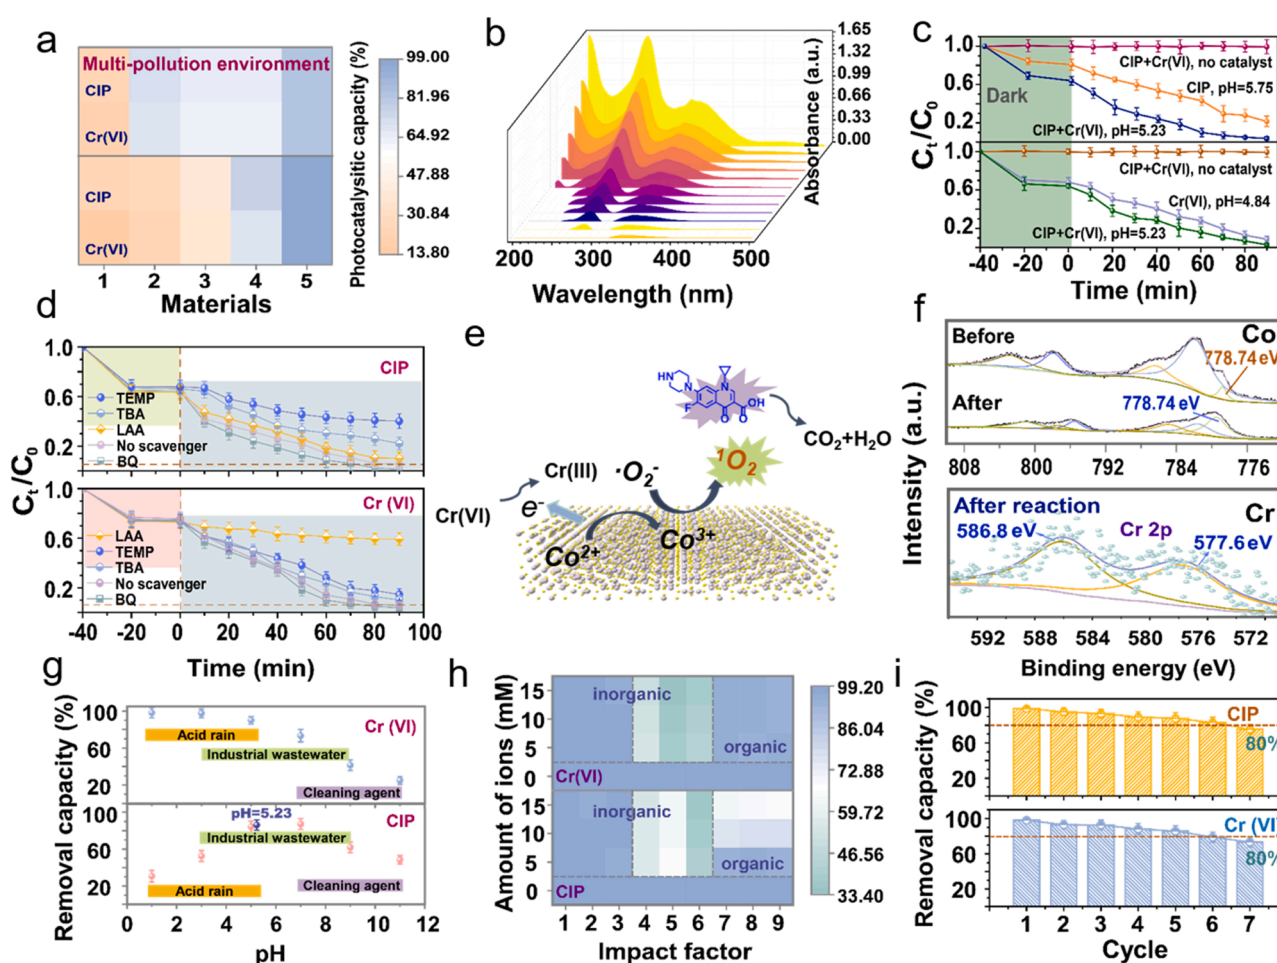 a
Multi-pollution environment
CIP
Cr(VI)
CIP
Cr(VI)
1 2 3 4 5
Materials
99.00
81.96
64.92
47.88
30.84
13.80
Photocatalysitic capacity (%)
b
1.65
1.32
0.99
0.66
0.33
0.00
Absorbance (a.u.)
200 300 400 500
Wavelength (nm)
c
1.0
0.6
0.2
1.0
0.6
0.2
Ct/C0
Dark
CIP+Cr(VI), no catalyst
CIP, pH=5.75
CIP+Cr(VI), pH=5.23
CIP+Cr(VI), no catalyst
Cr(VI), pH=4.84
CIP+Cr(VI), pH=5.23
-40 -20 0 20 40 60 80
Time (min)
d
1.0
0.6
0.2
1.0
0.6
0.2
Ct/C0
CIP
TEMP
TBA
LAA
No scavenger
BQ
Cr (VI)
LAA
TEMP
TBA
No scavenger
BQ
-40 -20 0 20 40 60 80 100
Time (min)
e
HN
N
N
F
O
O
OH
CO2+H2O
1O2
·O2-
Cr(III)
Cr(VI)
e-
Co2+
Co3+
f
Before
Co
778.74 eV
After
778.74 eV
808 800 792 784 776
Intensity (a.u.)
After reaction
Cr
586.8 eV
Cr 2p
577.6 eV
592 588 584 580 576 572
Binding energy (eV)
g
100
60
20
100
60
20
Removal capacity (%)
Cr (VI)
Acid rain
Industrial wastewater
Cleaning agent
CIP
pH=5.23
Industrial wastewater
Cleaning agent
Acid rain
0 2 4 6 8 10 12
pH
h
15
10
5
0
15
10
5
0
Amount of ions (mM)
inorganic
organic
Cr(VI)
inorganic
organic
CIP
1 2 3 4 5 6 7 8 9
Impact factor
99.20
86.04
72.88
59.72
46.56
33.40
i
100
60
20
100
60
20
Removal capacity (%)
CIP
80%
Cr (VI)
80%
1 2 3 4 5 6 7
Cycle